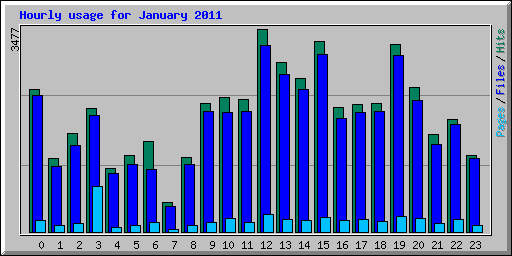 Hourly usage for January 2011
3477
Pages / Files / Hits
0 1 2 3 4 5 6 7 8 9 10 11 12 13 14 15 16 17 18 19 20 21 22 23